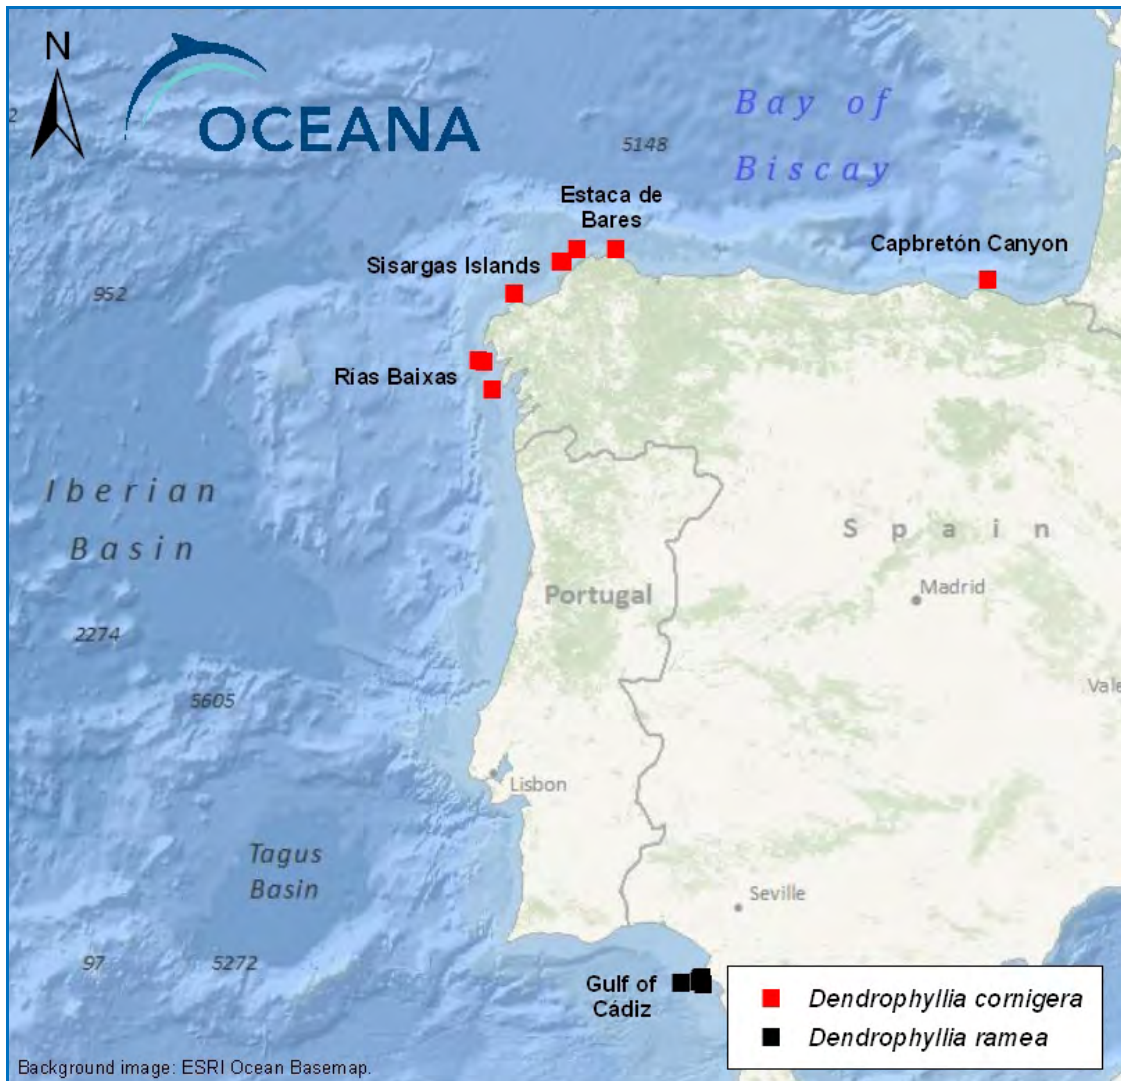 N
OCEANA
Bay of
Biscay
5148
Estaca de
Bares
Capbretón Canyon
Sisargas Islands
952
Rías Baixas
Iberian
Basin
Spain
Madrid
Portugal
2274
Vale
5605
Lisbon
Tagus
Basin
Seville
97
5272
Gulf of
Cádiz
Dendrophyllia cornigera
Dendrophyllia ramea
Background image: ESRI Ocean Basemap.